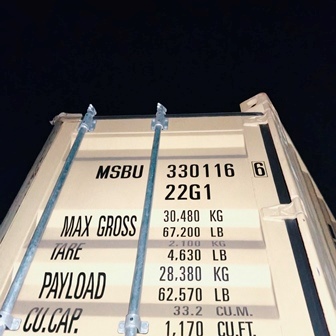 MSBU 330116 6
22G1
MAX GROSS 30.480 KG
67.200 LB
TARE 2.100 KG
4.630 LB
PAYLOAD 28.380 KG
62.570 LB
CU.CAP. 33.2 CU.M.
1.170 CU.FT.